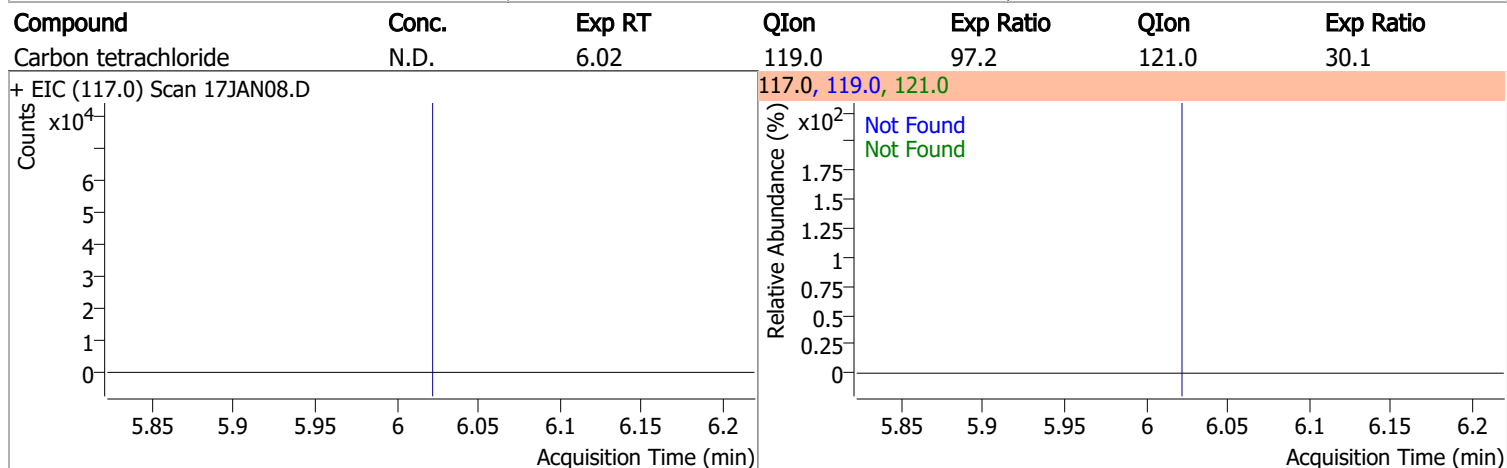 Compound Conc. Exp RT QIon Exp Ratio QIon Exp Ratio
Carbon tetrachloride N.D. 6.02 119.0 97.2 121.0 30.1
+ EIC (117.0) Scan 17JAN08.D
Counts
x10⁴
6
5
4
3
2
1
0
5.85 5.9 5.95 6 6.05 6.1 6.15 6.2
Acquisition Time (min)
117.0, 119.0, 121.0
Relative Abundance (%)
x10²
Not Found
Not Found
1.75
1.5
1.25
1
0.75
0.5
0.25
0
5.85 5.9 5.95 6 6.05 6.1 6.15 6.2
Acquisition Time (min)